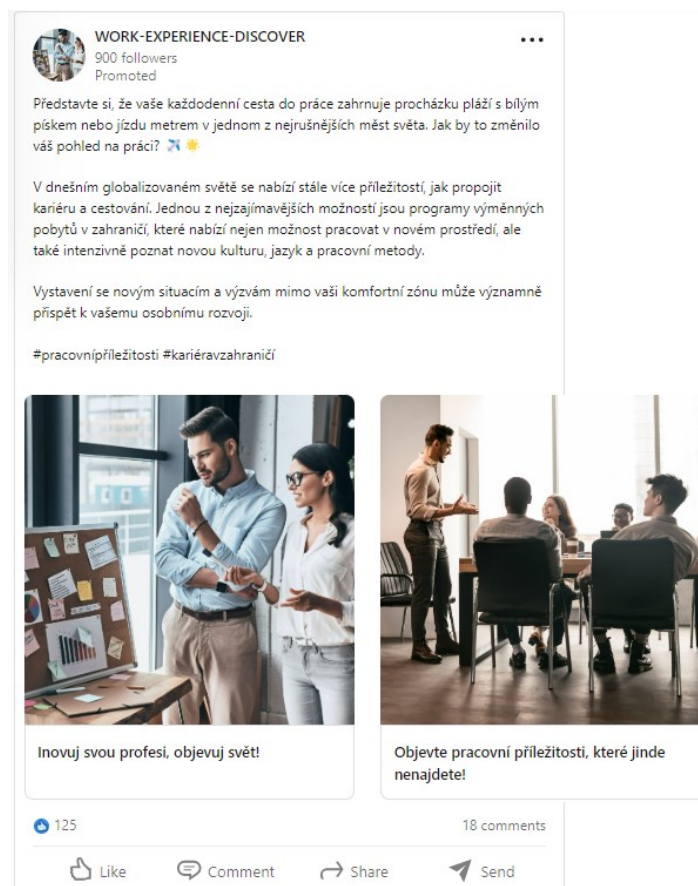 WORK-EXPERIENCE-DISCOVER
900 followers
Promoted
Představte si, že vaše každodenní cesta do práce zahrnuje procházku pláží s bílým
pískem nebo jízdu metrem v jednom z nejrušnějších měst světa. Jak by to změnilo
váš pohled na práci? ✈️ 🌟
V dnešním globalizovaném světě se nabízí stále více příležitostí, jak propojit
kariéru a cestování. Jednou z nejzajímavějších možností jsou programy výměnných
pobytů v zahraničí, které nabízí nejen možnost pracovat v novém prostředí, ale
také intenzivně poznat novou kulturu, jazyk a pracovní metody.
Vystavení se novým situacím a výzvám mimo vaši komfortní zónu může významně
přispět k vašemu osobnímu rozvoji.
#pracovnípříležitosti #kariéravzahraničí
Inovuj svou profesi, objevuj svět!
Objevte pracovní příležitosti, které jinde
nenajdete!
125
18 comments
Like
Comment
Share
Send